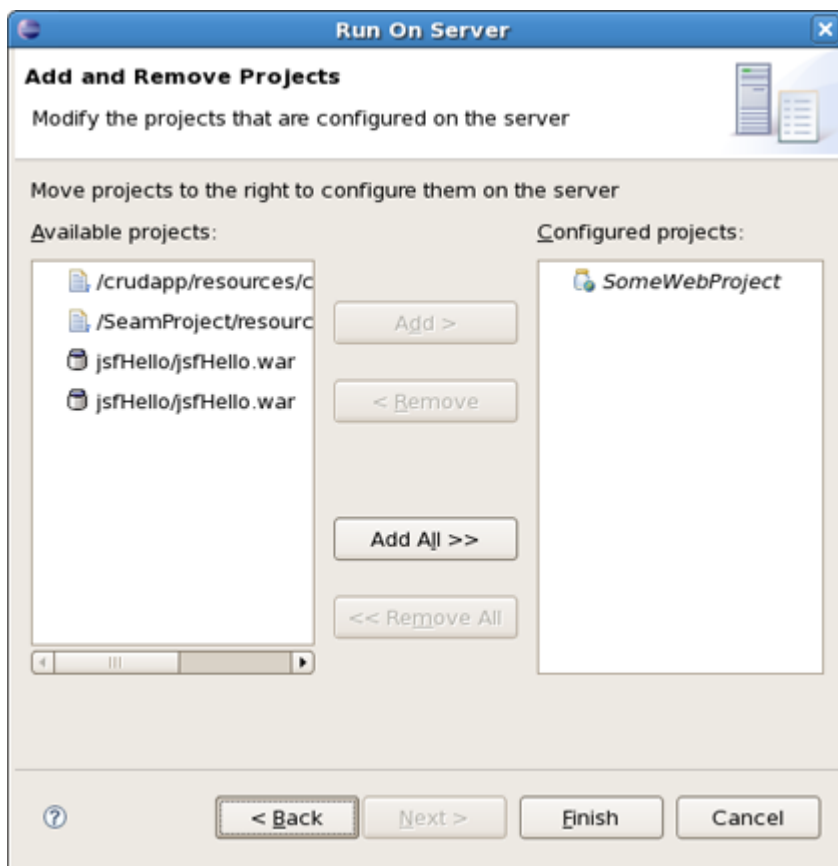 Run On Server
Add and Remove Projects
Modify the projects that are configured on the server
Move projects to the right to configure them on the server
Available projects:
Configured projects:
/crudapp/resources/c
/SeamProject/resourc
jsfHello/jsfHello.war
jsfHello/jsfHello.war
Add >
< Remove
Add All >>
<< Remove All
SomeWebProject
< Back
Next >
Finish
Cancel